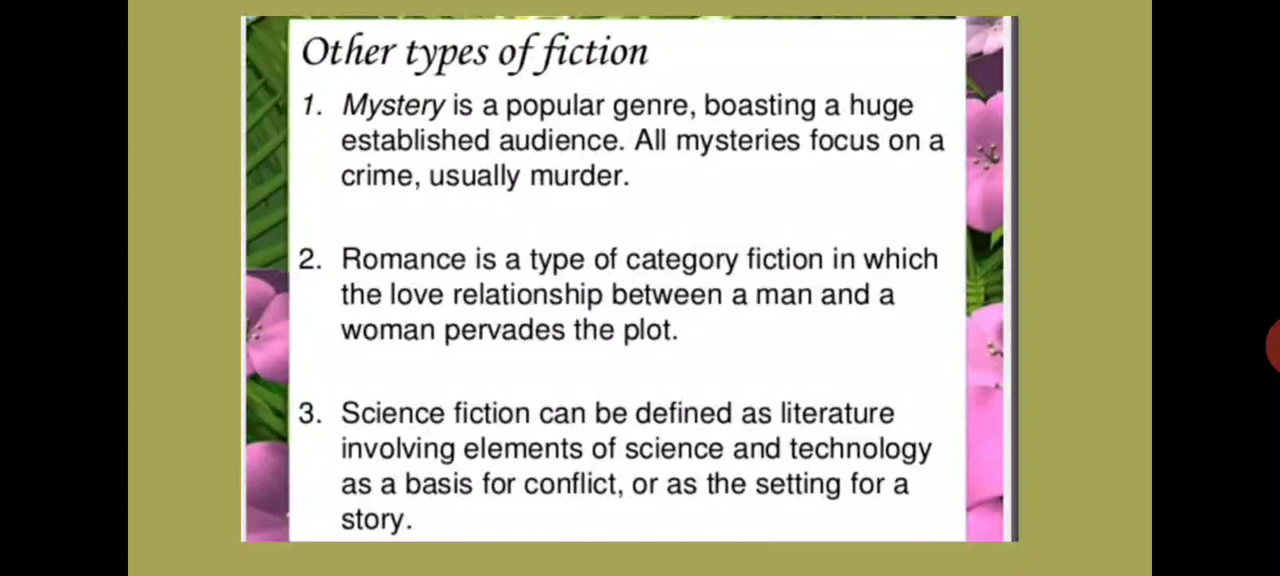 Other types of fiction
1. Mystery is a popular genre, boasting a huge
established audience. All mysteries focus on a
crime, usually murder.
2. Romance is a type of category fiction in which
the love relationship between a man and a
woman pervades the plot.
3. Science fiction can be defined as literature
involving elements of science and technology
as a basis for conflict, or as the setting for a
story.